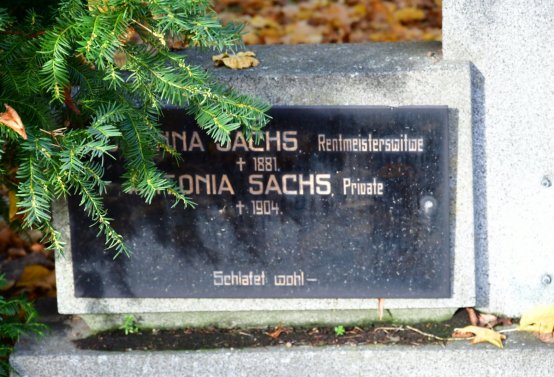 NNA SACHS, Rentmeisterswitwe
† 1881.
ONIA SACHS, Private
† 1904.
Schlafet wohl –